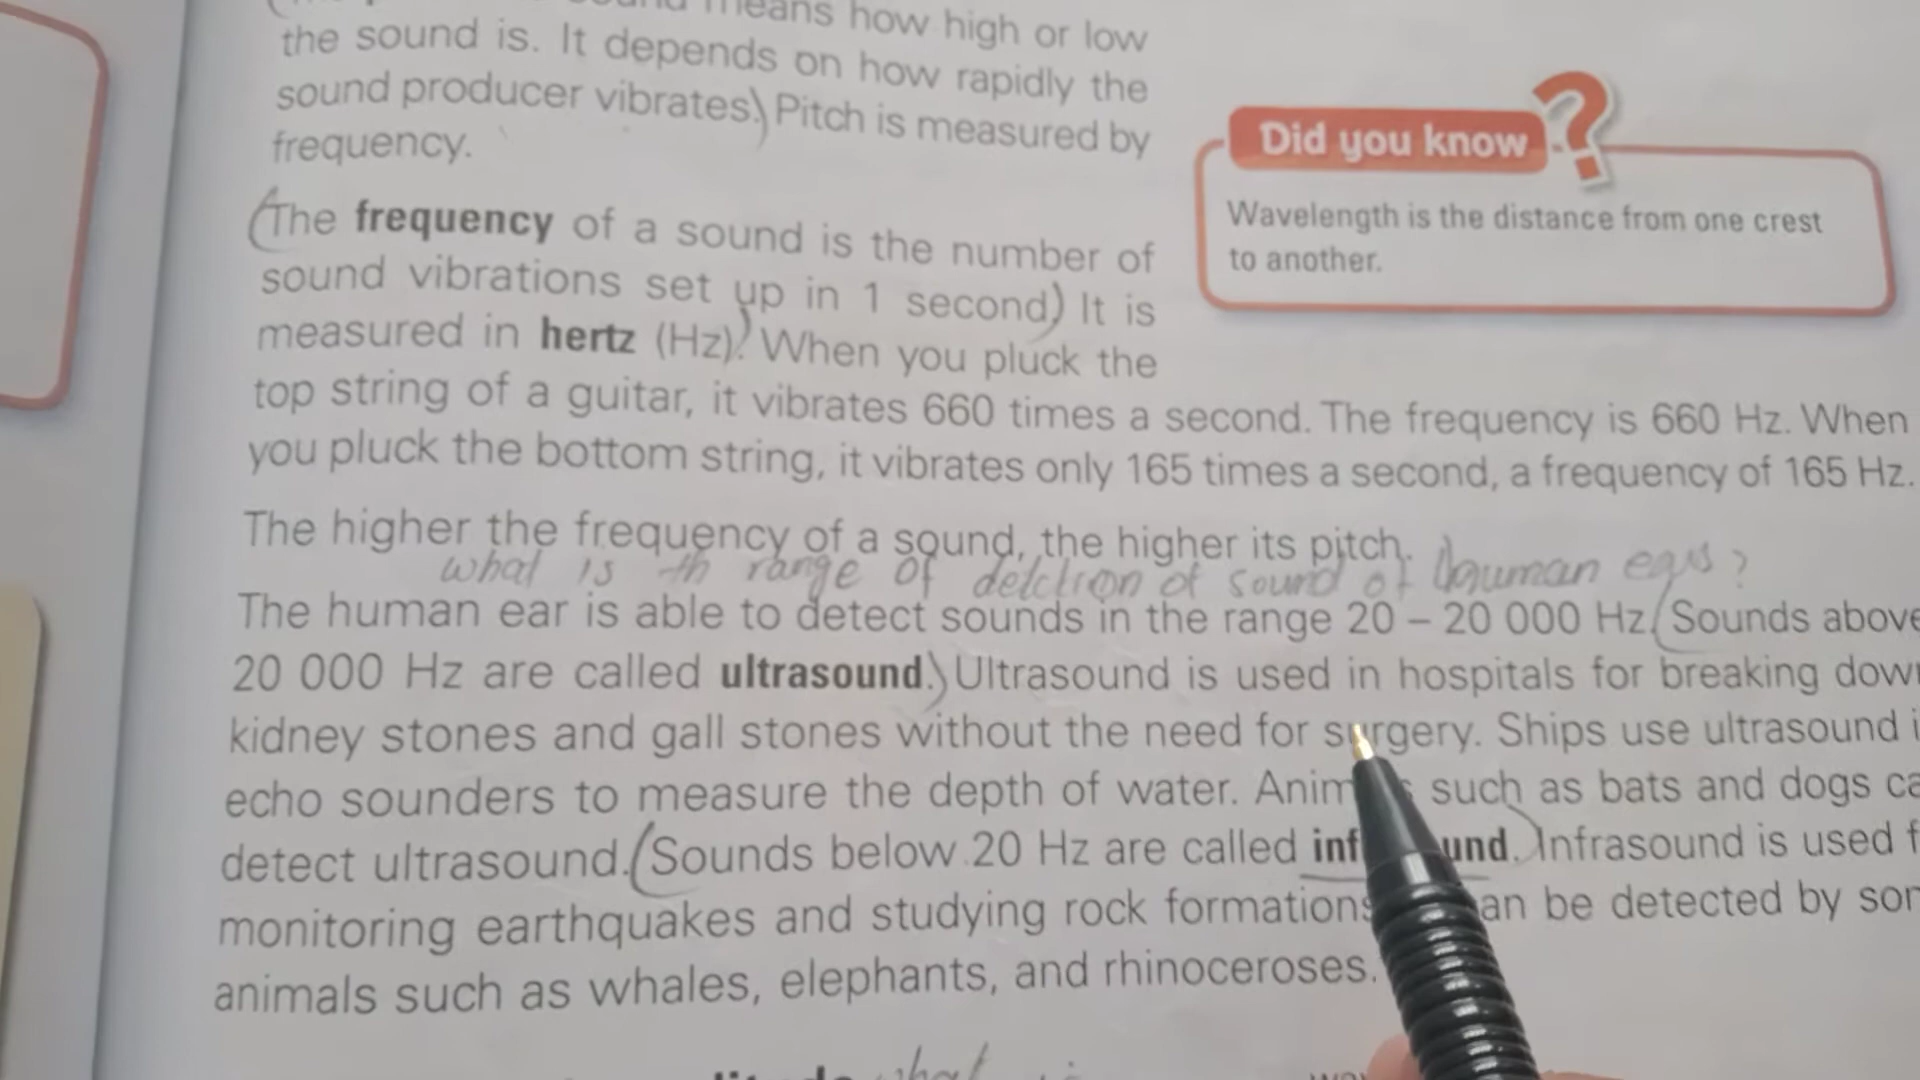 means how high or low
the sound is. It depends on how rapidly the
sound producer vibrates.) Pitch is measured by
frequency.
Did you know ?
Wavelength is the distance from one crest
to another.
(The frequency of a sound is the number of
sound vibrations set up in 1 second) It is
measured in hertz (Hz).) When you pluck the
top string of a guitar, it vibrates 660 times a second. The frequency is 660 Hz. When
you pluck the bottom string, it vibrates only 165 times a second, a frequency of 165 Hz.
The higher the frequency of a sound, the higher its pitch.
what is th range of detction of sound of human ears?
The human ear is able to detect sounds in the range 20 – 20 000 Hz. (Sounds above
20 000 Hz are called ultrasound.) Ultrasound is used in hospitals for breaking down
kidney stones and gall stones without the need for surgery. Ships use ultrasound
echo sounders to measure the depth of water. such as bats and dogs
detect ultrasound. (Sounds below 20 Hz are called .) Infrasound is used
monitoring earthquakes and studying rock formations be detected by
animals such as whales, elephants, and rhinoceroses.
what